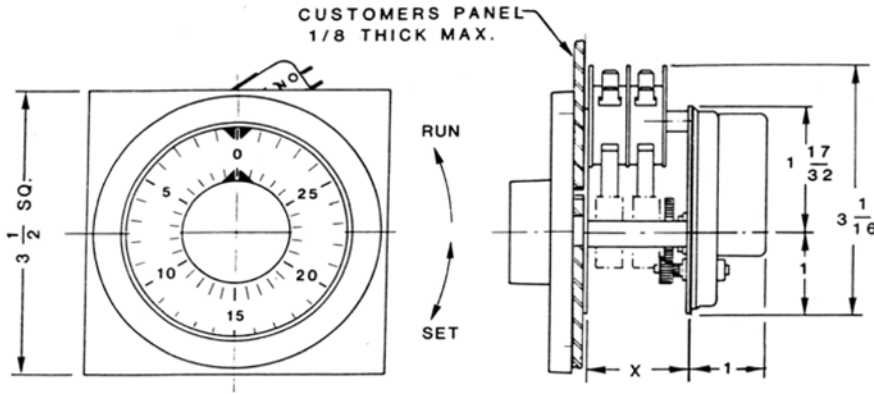 CUSTOMERS PANEL
1/8 THICK MAX.
3 1/2 SQ.
0
5
10
15
20
25
RUN
SET
1 17/32
3 1/16
1
X
1